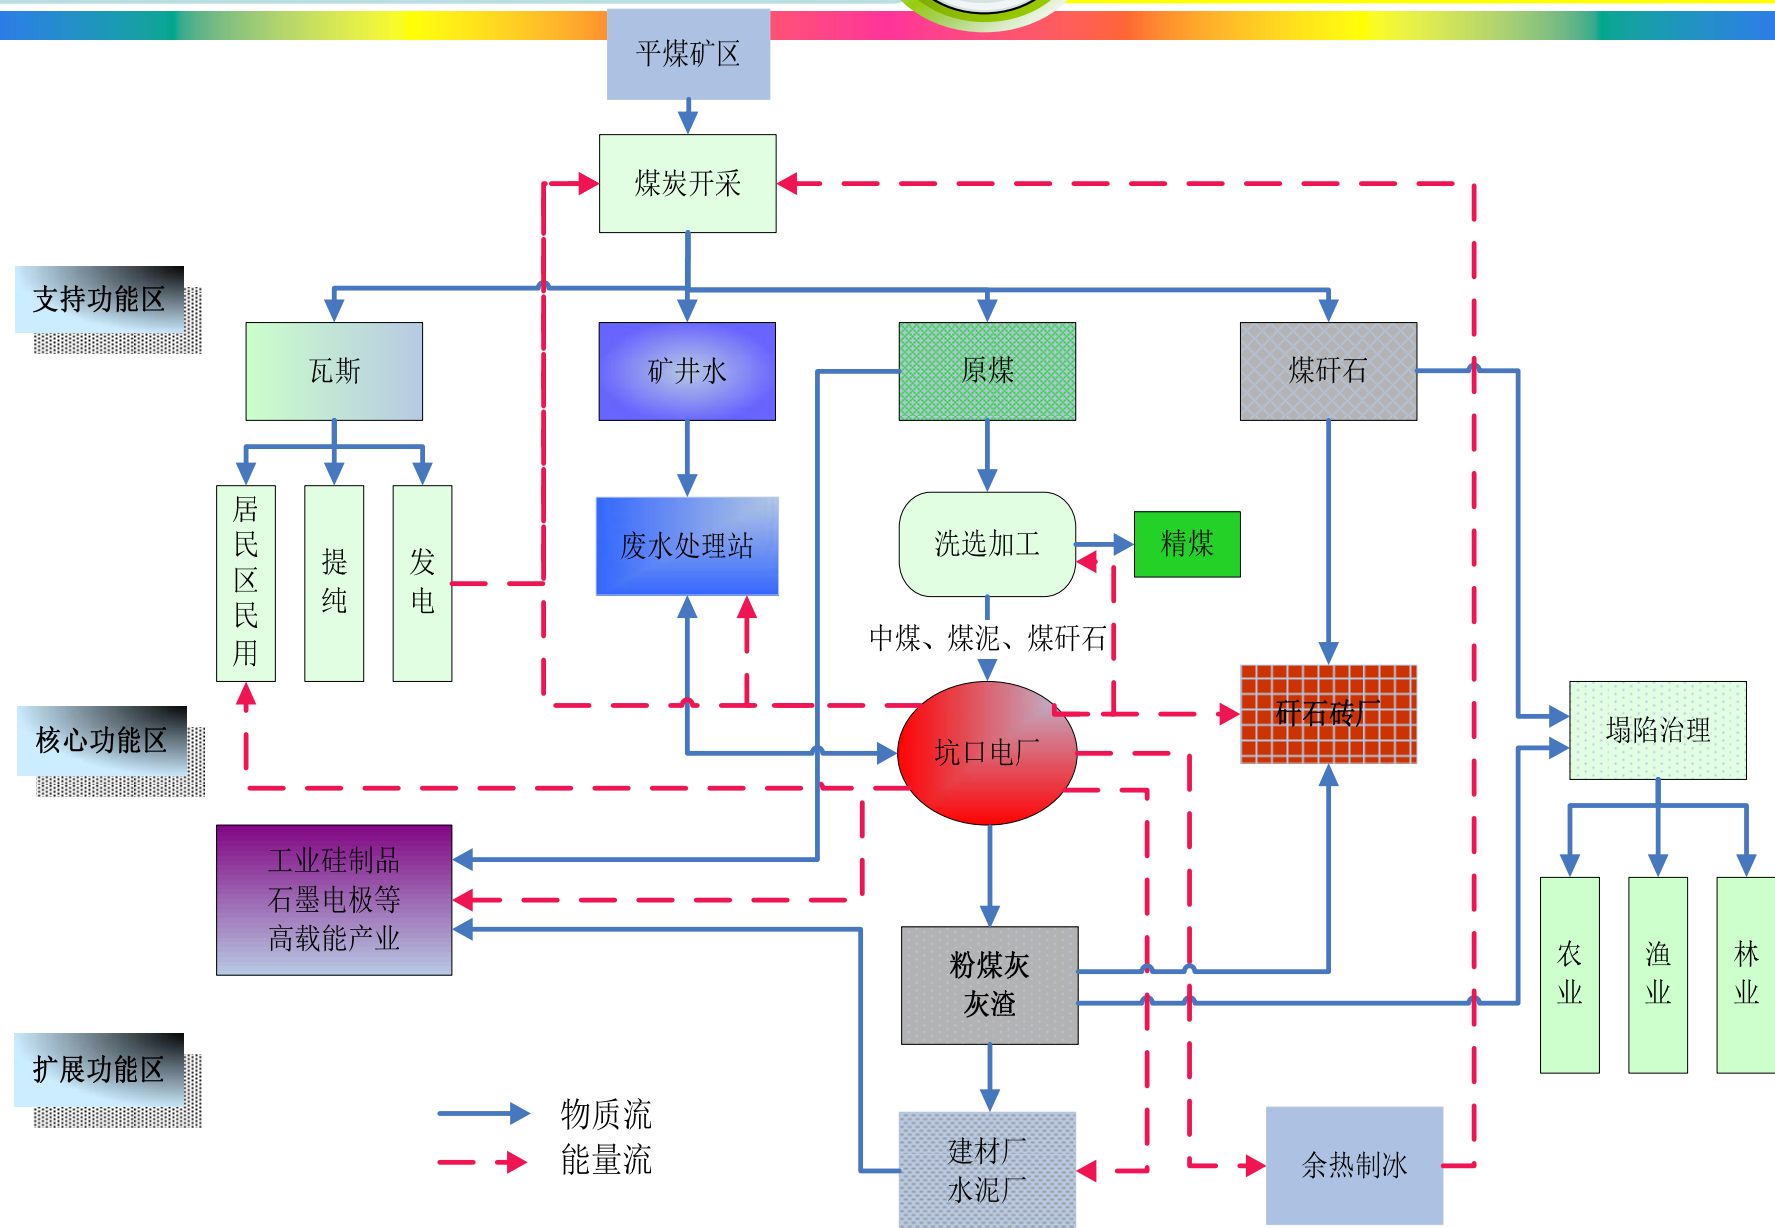 平煤矿区
煤炭开采
支持功能区
瓦斯
矿井水
原煤
煤矸石
居民区民用
提纯
发电
废水处理站
洗选加工
精煤
中煤、煤泥、煤矸石
核心功能区
坑口电厂
矸石砖厂
塌陷治理
工业硅制品
石墨电极等
高载能产业
粉煤灰
灰渣
农业
渔业
林业
扩展功能区
物质流
能量流
建材厂
水泥厂
余热制冰